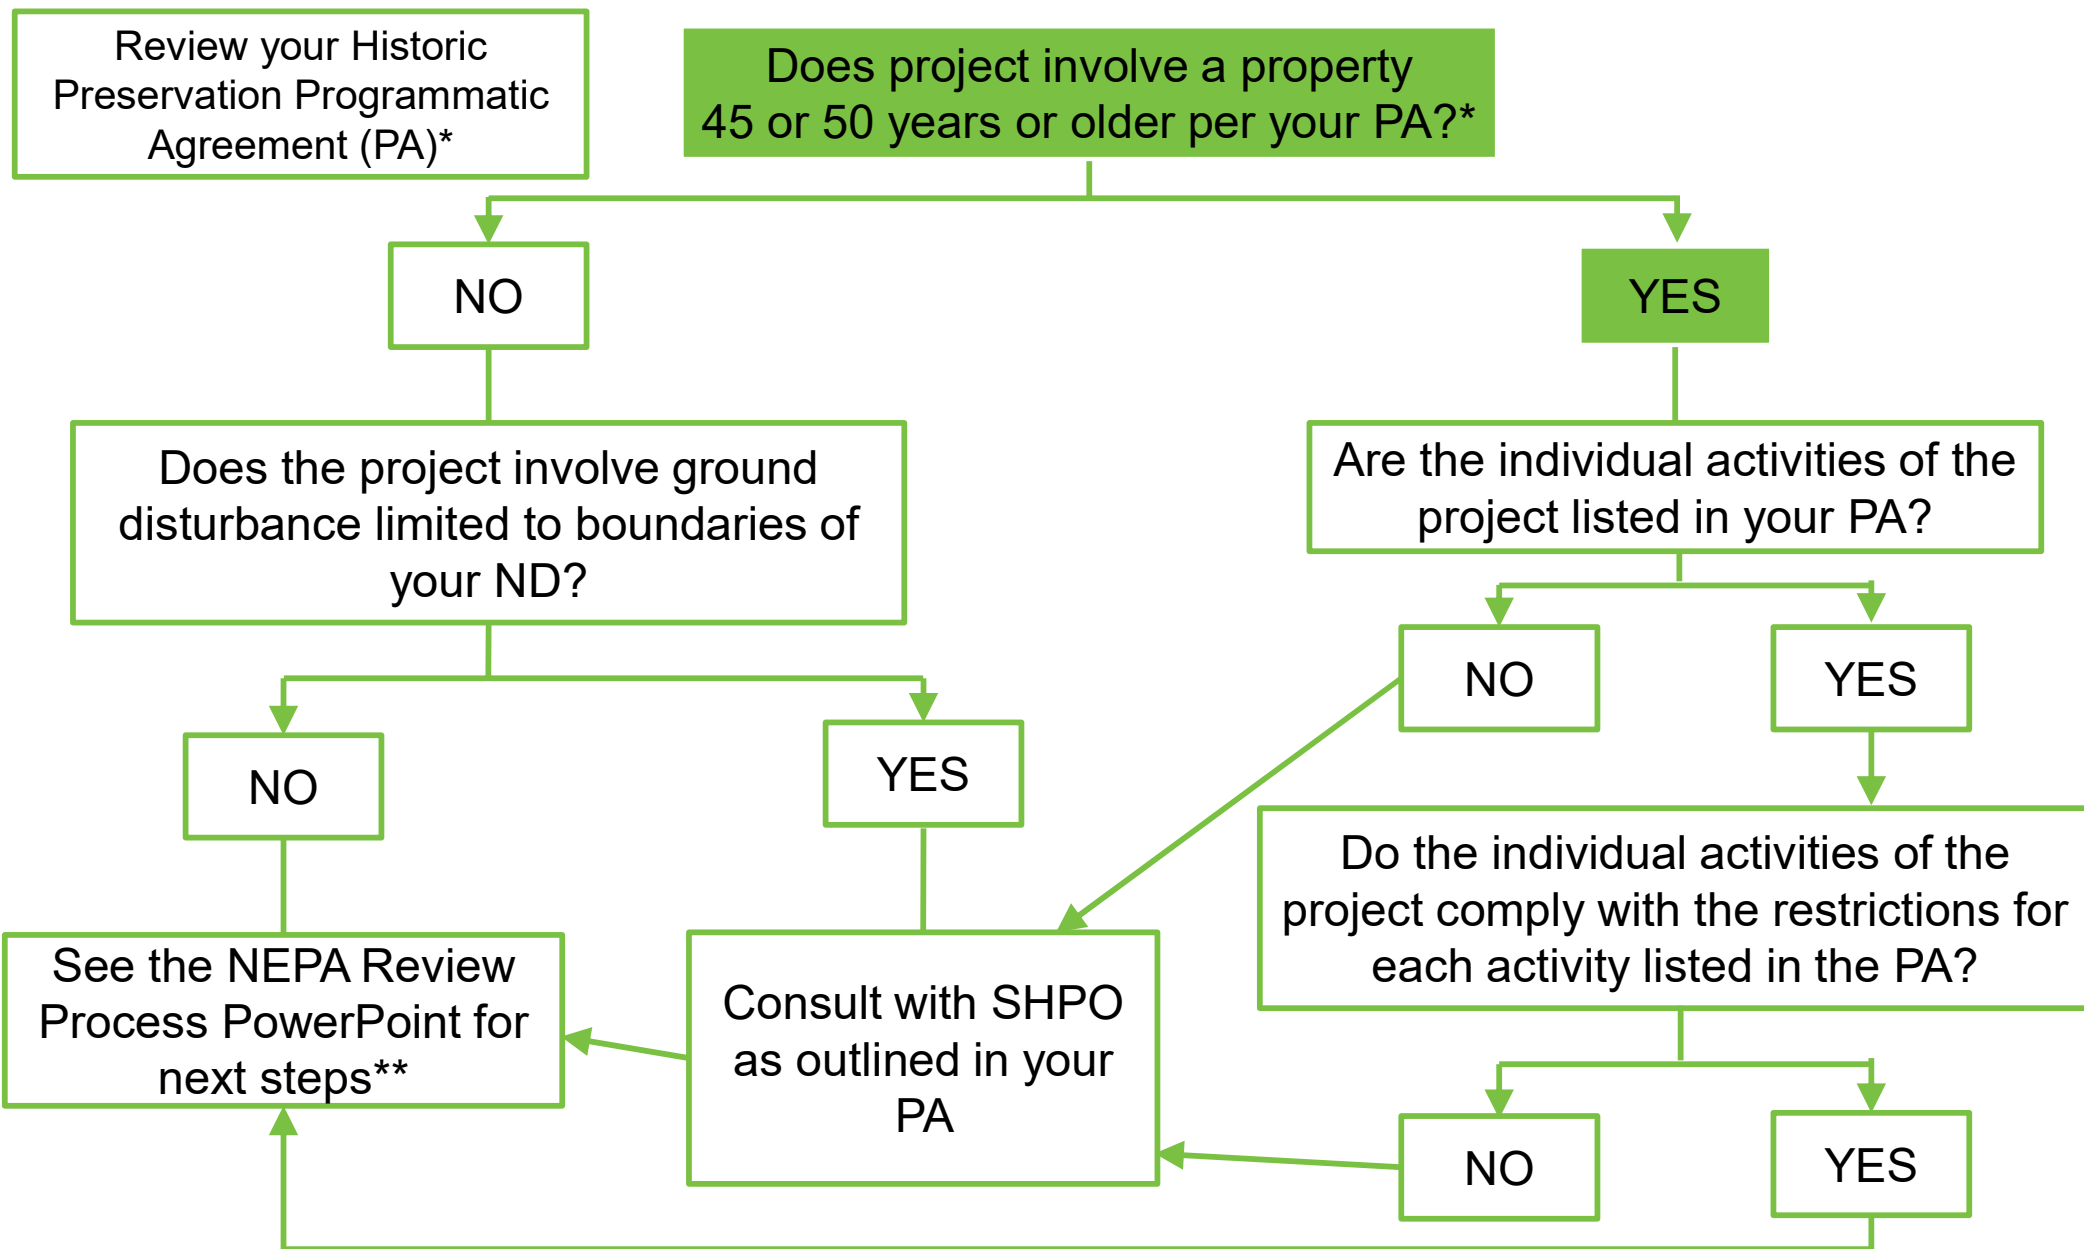 Review your Historic
Preservation Programmatic
Agreement (PA)*
Does project involve a property
45 or 50 years or older per your PA?*
NO
YES
Does the project involve ground
disturbance limited to boundaries of
your ND?
Are the individual activities of the
project listed in your PA?
NO
YES
NO
YES
Do the individual activities of the
project comply with the restrictions for
each activity listed in the PA?
See the NEPA Review
Process PowerPoint for
next steps**
Consult with SHPO
as outlined in your
PA
NO
YES